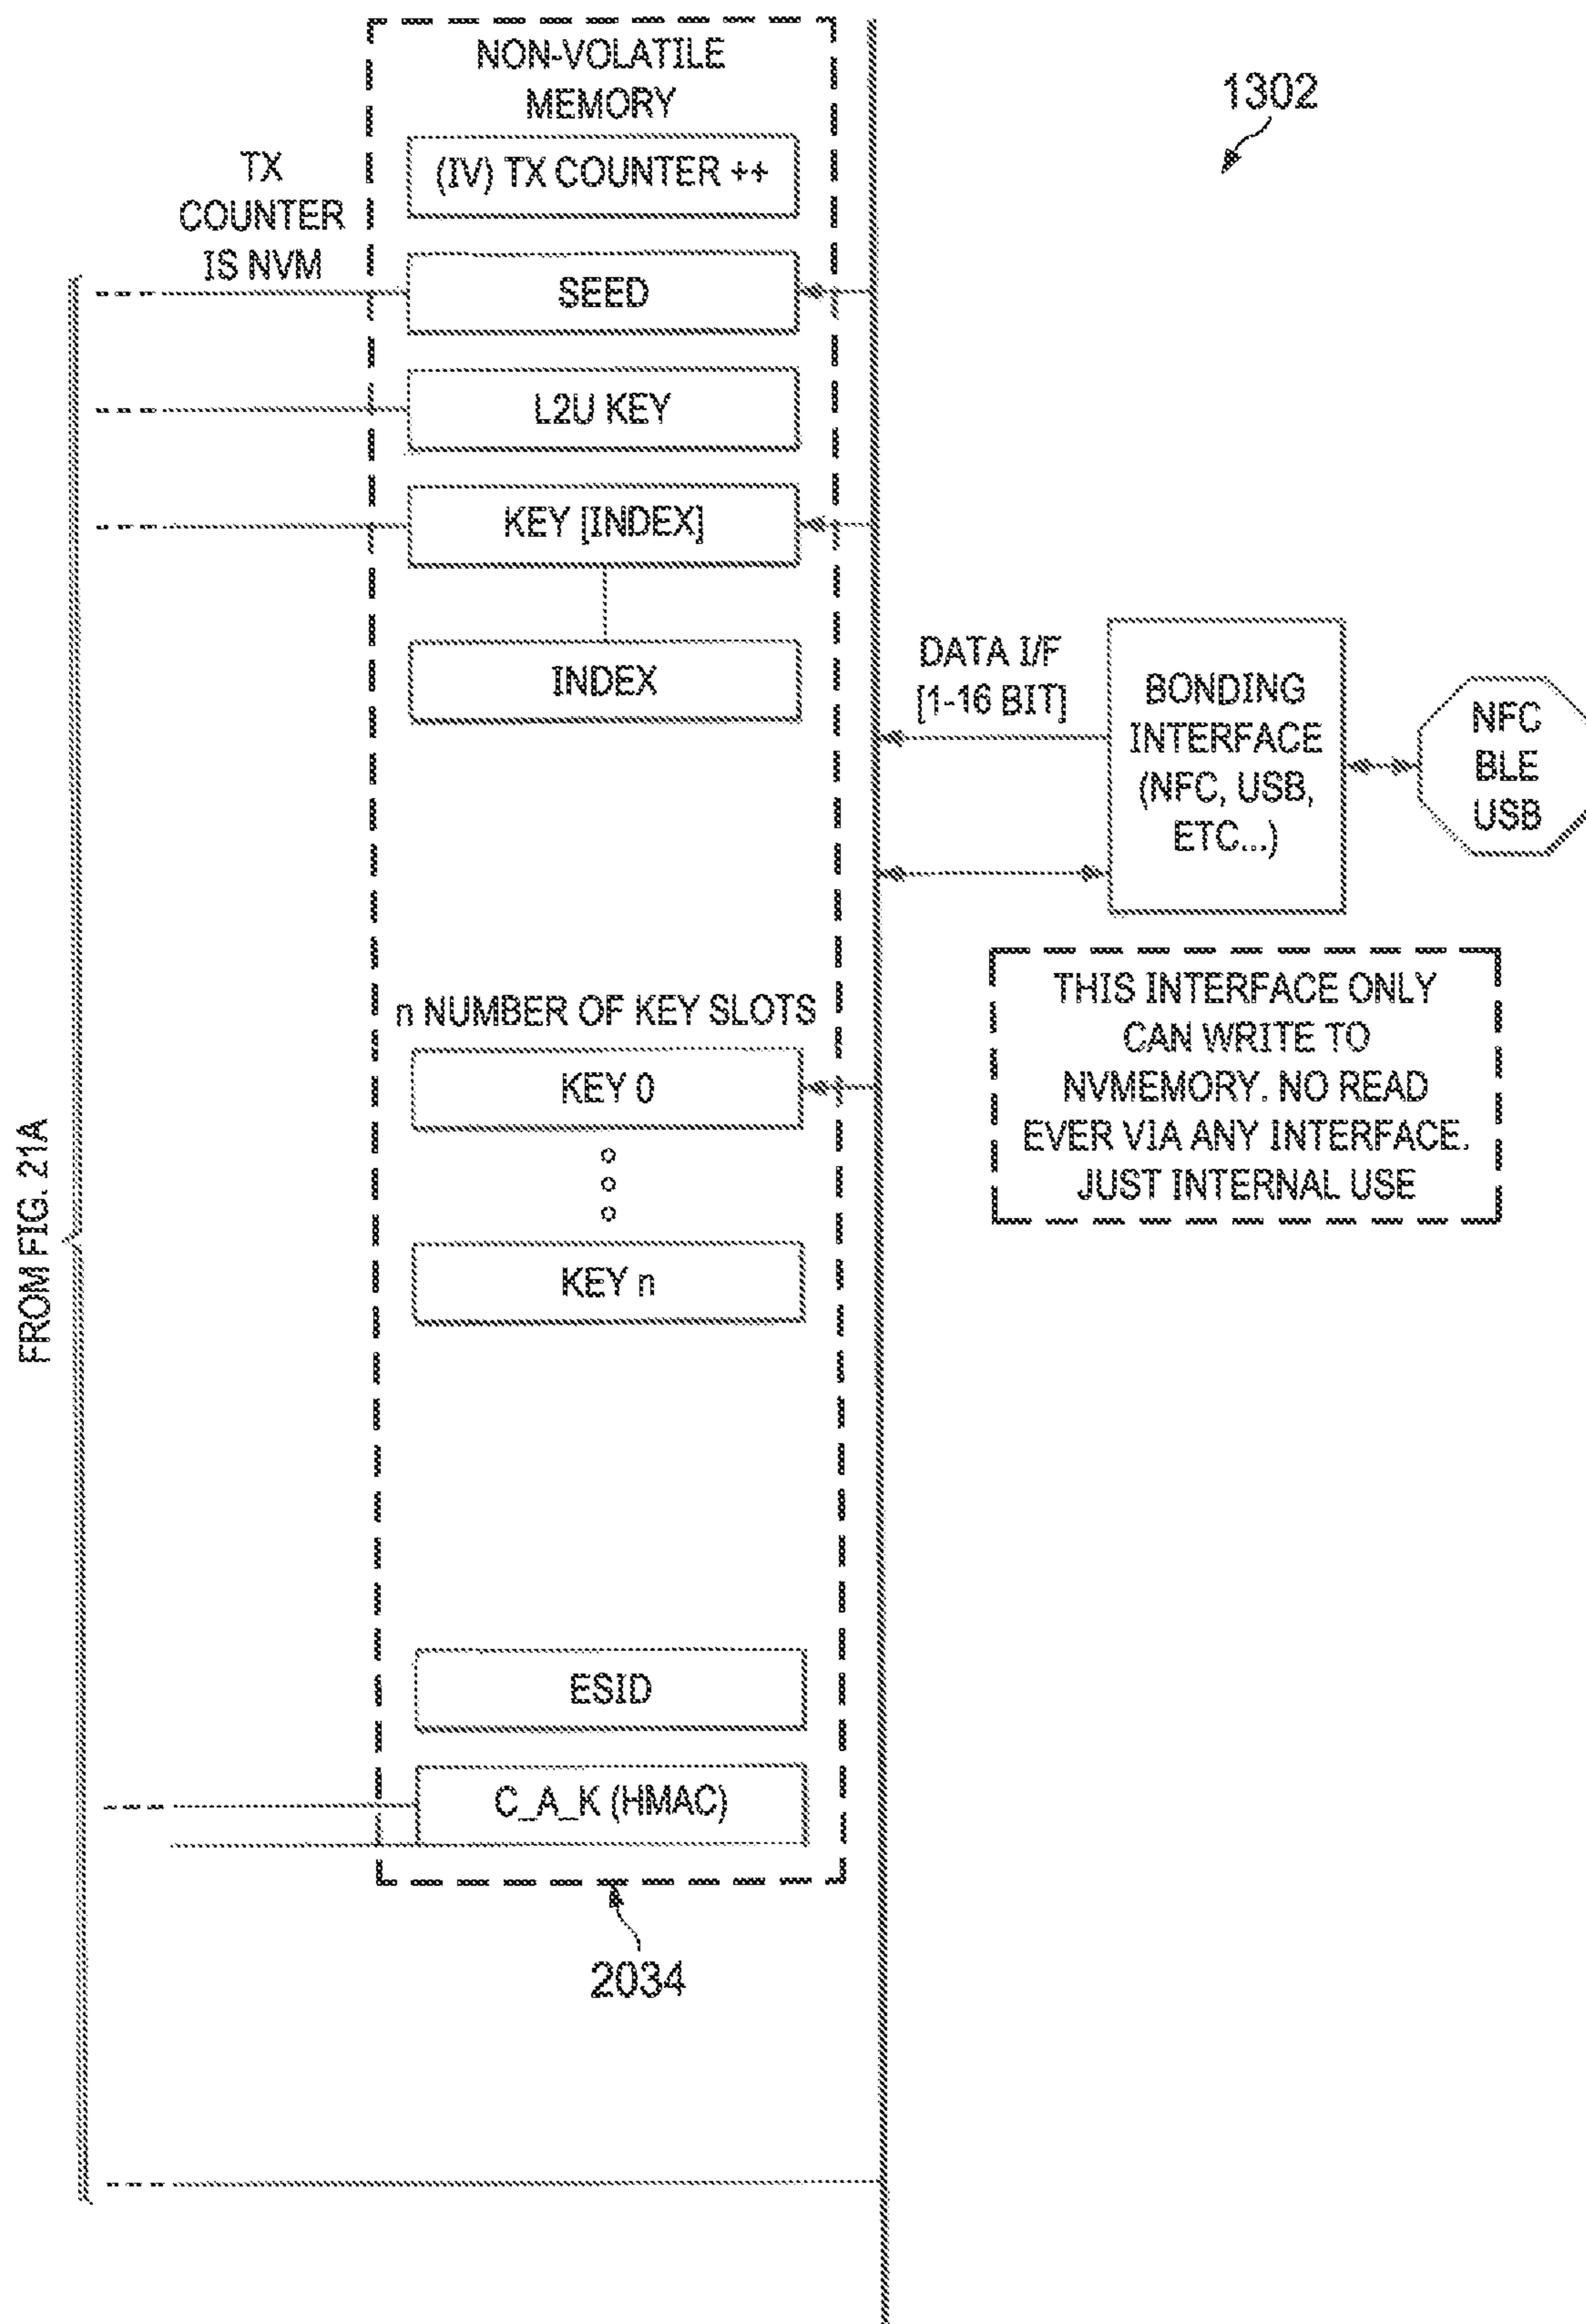 1302
NON-VOLATILE
MEMORY
(IV) TX COUNTER ++
TX
COUNTER
IS NVM
SEED
L2U KEY
KEY [INDEX]
INDEX
DATA I/F
[1-16 BIT]
BONDING
INTERFACE
(NFC, USB,
ETC...)
NFC
BLE
USB
THIS INTERFACE ONLY
CAN WRITE TO
NVMEMORY. NO READ
EVER VIA ANY INTERFACE.
JUST INTERNAL USE
n NUMBER OF KEY SLOTS
KEY 0
KEY n
FROM FIG. 21A
ESID
C_A_K (HMAC)
2034